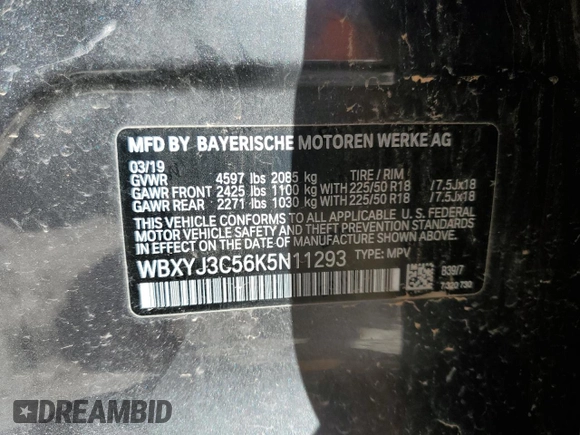 MFD BY BAYERISCHE MOTOREN WERKE AG
03/19
GVWR 4597 lbs 2085 kg TIRE / RIM
GAWR FRONT 2425 lbs 1100 kg WITH 225/50 R18 /7.5Jx18
GAWR REAR 2271 lbs 1030 kg WITH 225/50 R18 /7.5Jx18
THIS VEHICLE CONFORMS TO ALL APPLICABLE U. S. FEDERAL
MOTOR VEHICLE SAFETY AND THEFT PREVENTION STANDARDS
IN EFFECT ON THE DATE OF MANUFACTURE SHOWN ABOVE.
WBXYJ3C56K5N11293 TYPE: MPV
DREAMBID